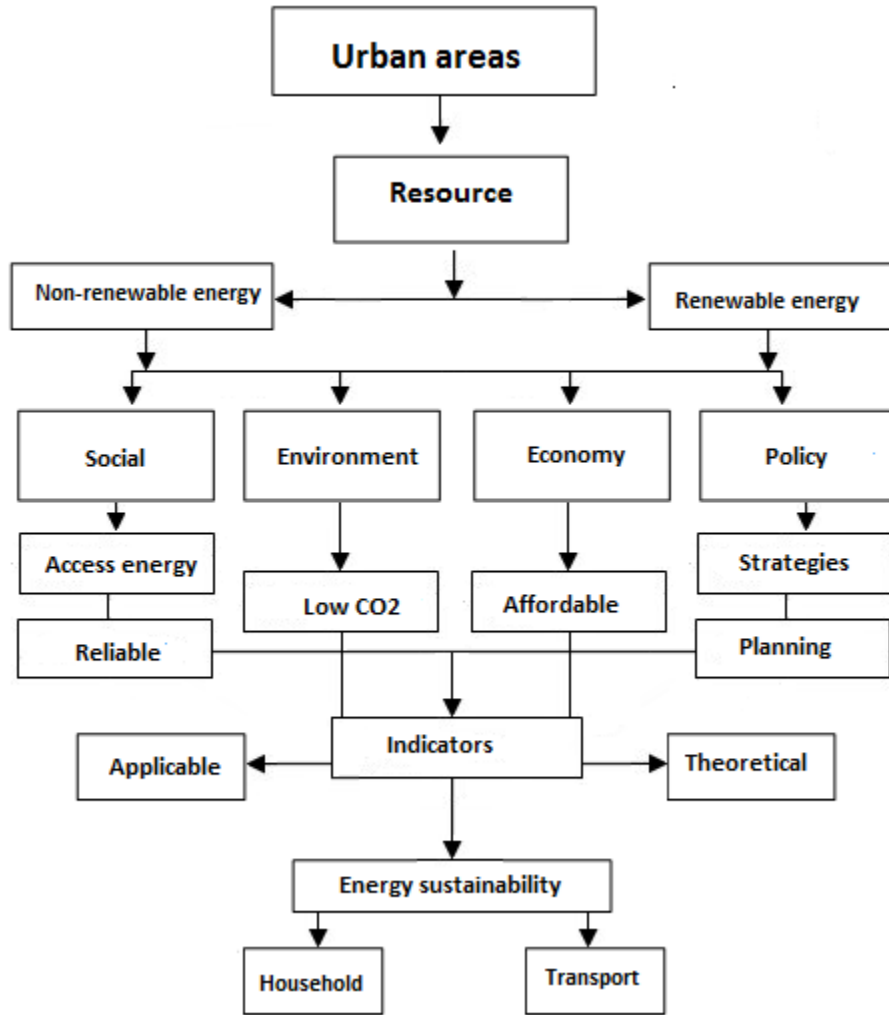 Urban areas
Resource
Non-renewable energy
Renewable energy
Social
Environment
Economy
Policy
Access energy
Strategies
Low CO2
Affordable
Reliable
Planning
Indicators
Applicable
Theoretical
Energy sustainability
Household
Transport